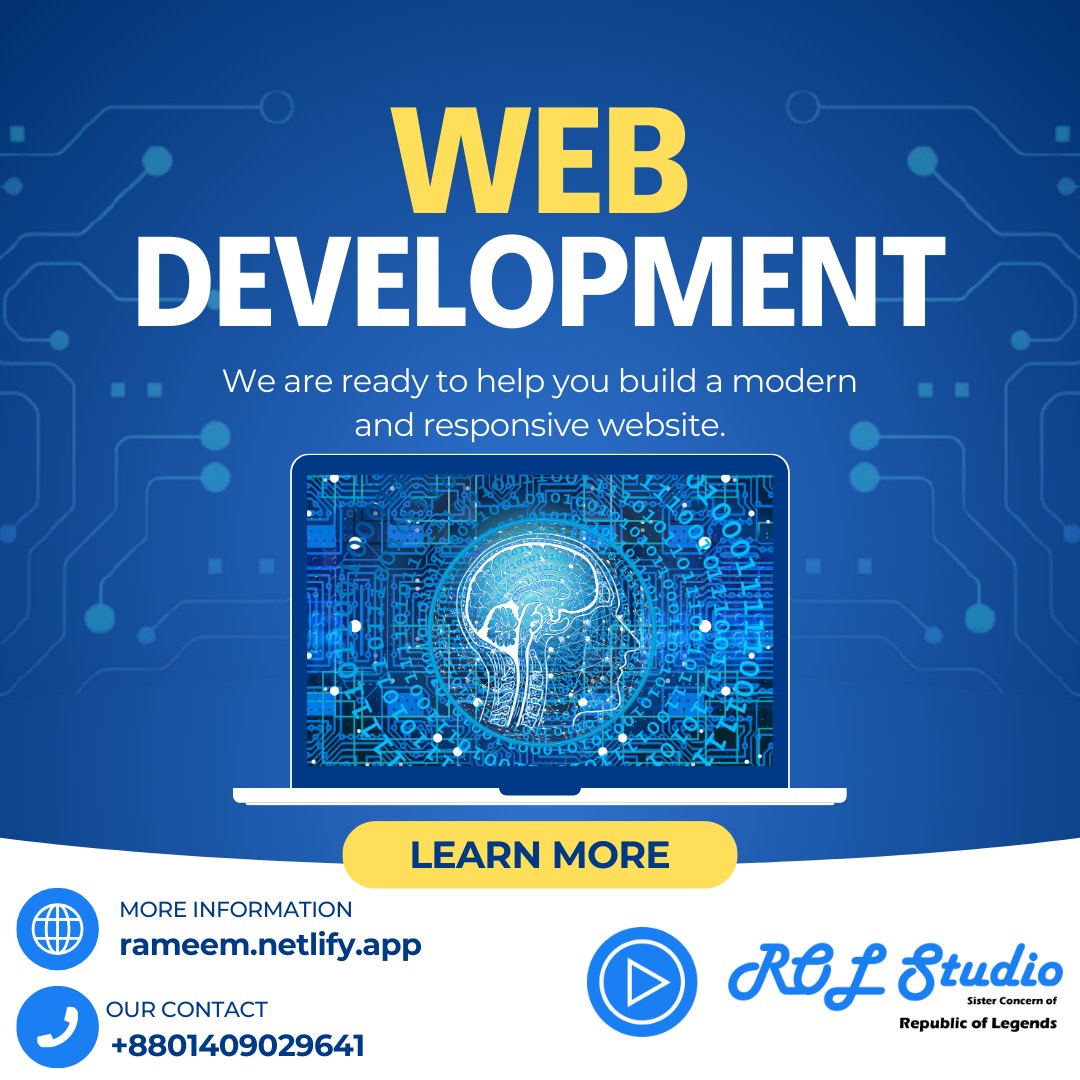 WEB
DEVELOPMENT
We are ready to help you build a modern
and responsive website.
LEARN MORE
MORE INFORMATION
rameem.netlify.app
OUR CONTACT
+8801409029641
ROL Studio
Sister Concern of
Republic of Legends